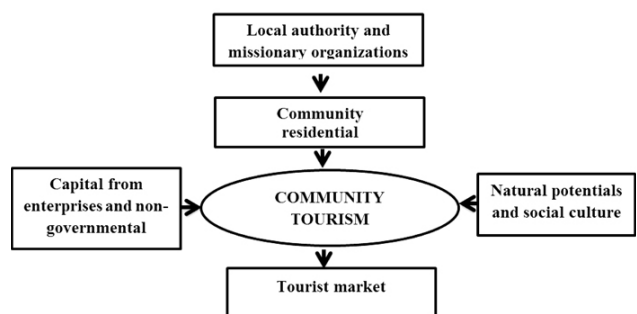 Local authority and
missionary organizations
Community
residential
Capital from
enterprises and non-
governmental
COMMUNITY
TOURISM
Natural potentials
and social culture
Tourist market